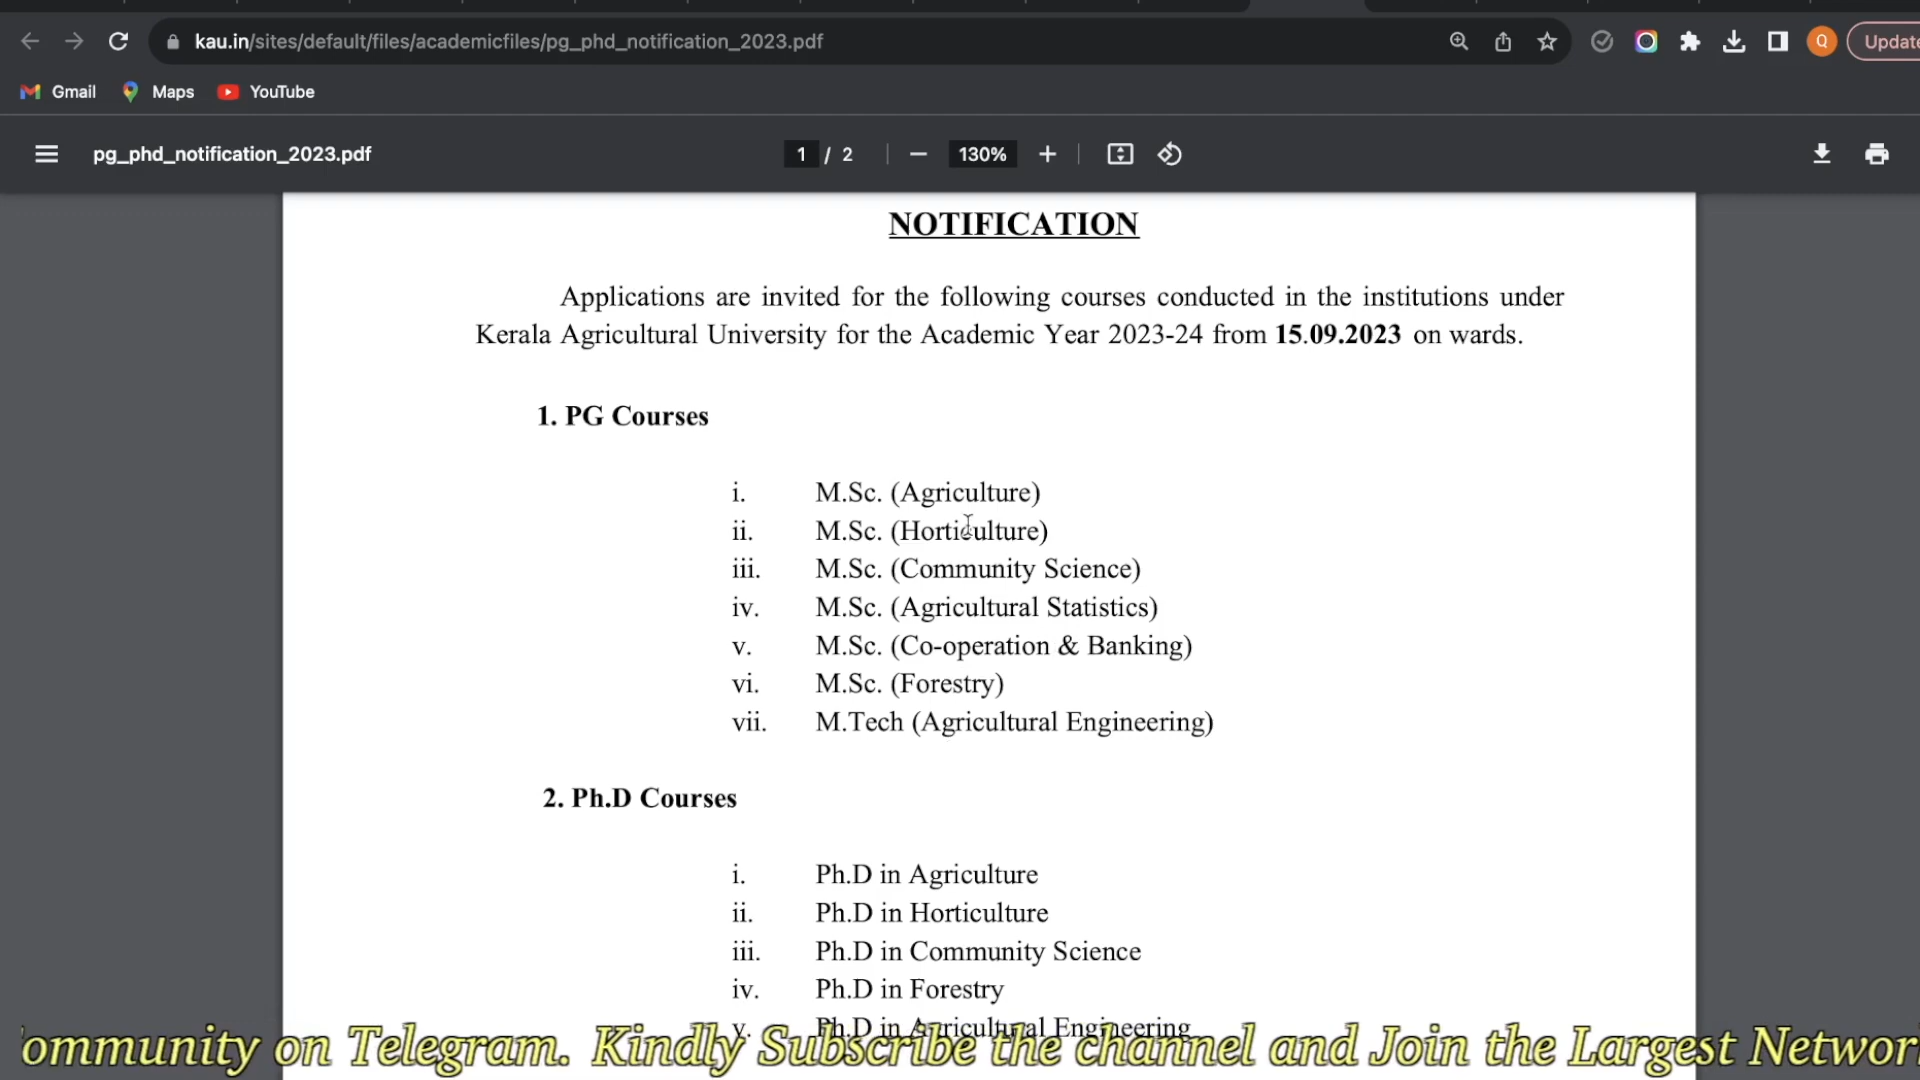 kau.in/sites/default/files/academicfiles/pg_phd_notification_2023.pdf
Q
Update
Gmail Maps YouTube
pg_phd_notification_2023.pdf
1 / 2
130%
NOTIFICATION
Applications are invited for the following courses conducted in the institutions under
Kerala Agricultural University for the Academic Year 2023-24 from 15.09.2023 on wards.
1. PG Courses
i. M.Sc. (Agriculture)
ii. M.Sc. (Horticulture)
iii. M.Sc. (Community Science)
iv. M.Sc. (Agricultural Statistics)
v. M.Sc. (Co-operation & Banking)
vi. M.Sc. (Forestry)
vii. M.Tech (Agricultural Engineering)
2. Ph.D Courses
i. Ph.D in Agriculture
ii. Ph.D in Horticulture
iii. Ph.D in Community Science
iv. Ph.D in Forestry
v. Ph.D in Agricultural Engineering
ommunity on Telegram. Kindly Subscribe the channel and Join the Largest Networ